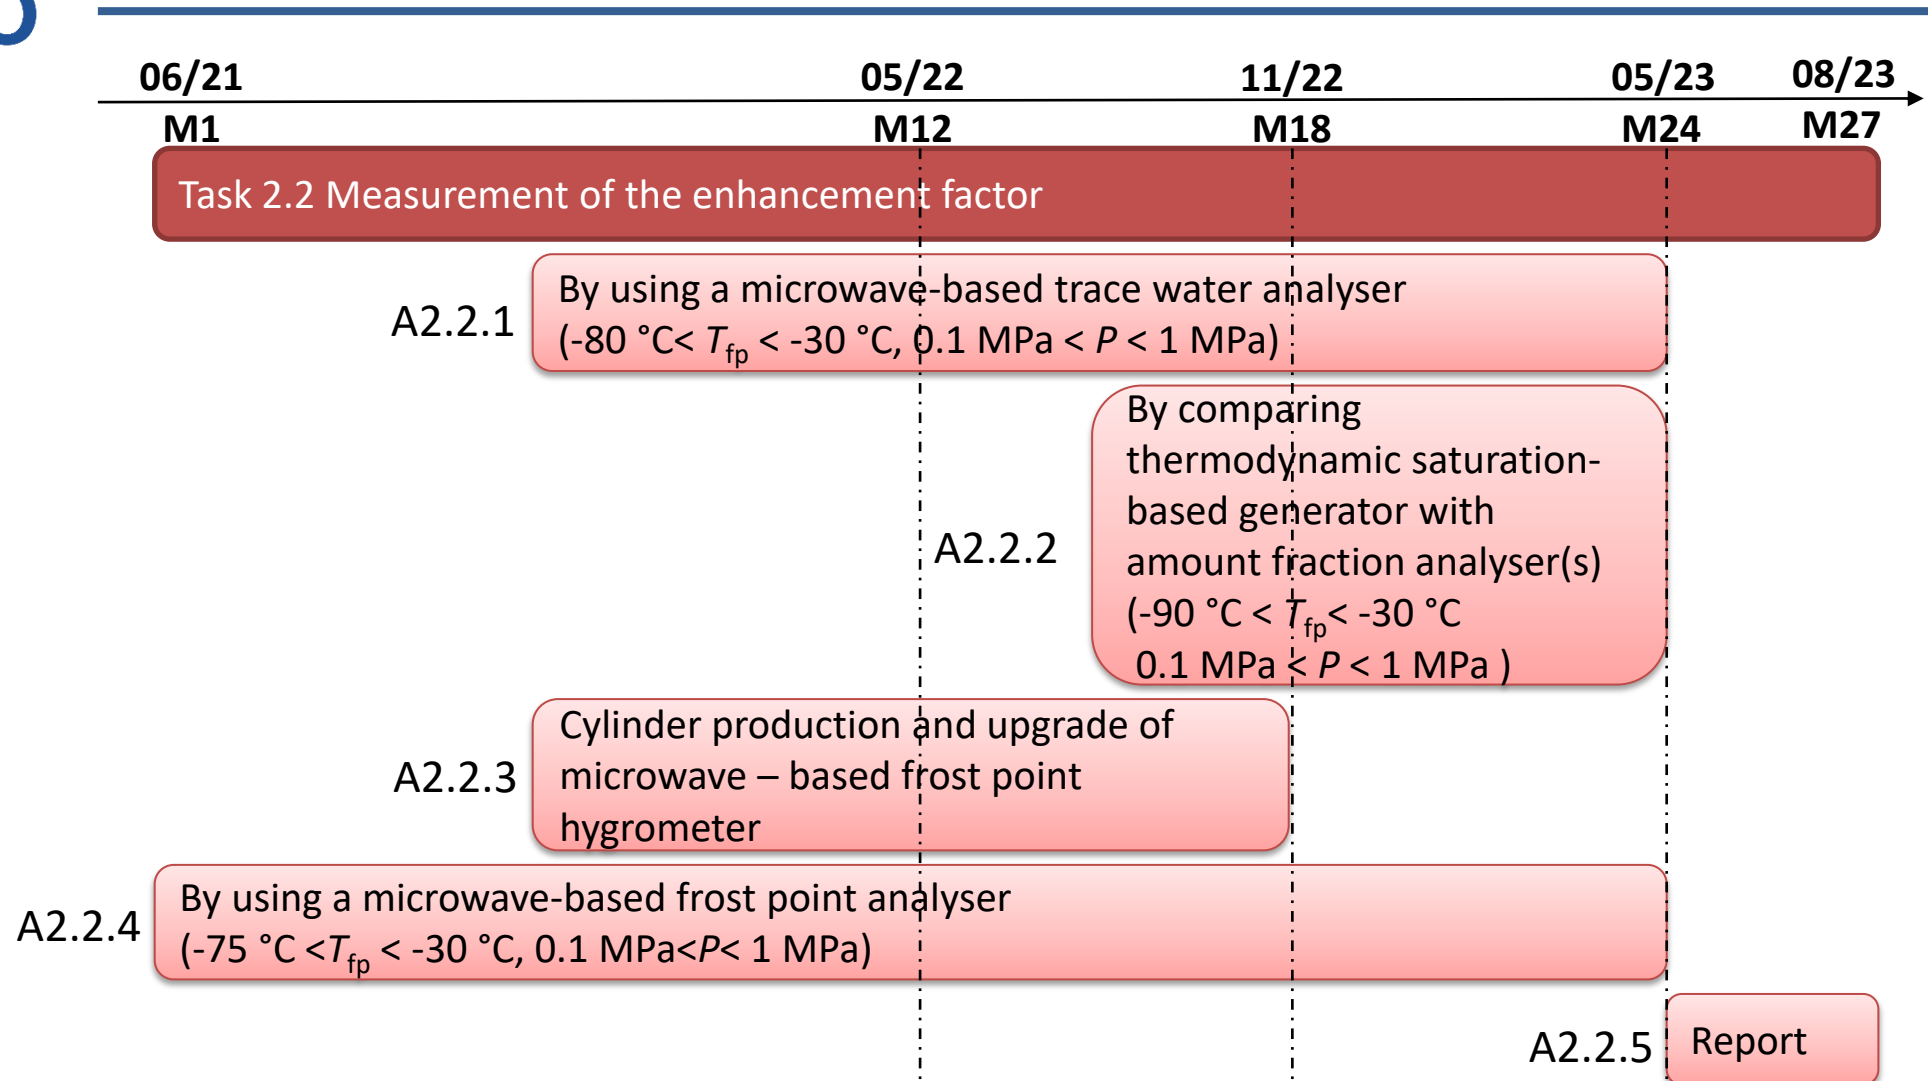 06/21 05/22 11/22 05/23 08/23
M1 M12 M18 M24 M27
Task 2.2 Measurement of the enhancement factor
A2.2.1
By using a microwave-based trace water analyser
(-80 °C< Tfp < -30 °C, 0.1 MPa < P < 1 MPa)
A2.2.2
By comparing
thermodynamic saturation-
based generator with
amount fraction analyser(s)
(-90 °C < Tfp< -30 °C
0.1 MPa < P < 1 MPa )
A2.2.3
Cylinder production and upgrade of
microwave – based frost point
hygrometer
A2.2.4
By using a microwave-based frost point analyser
(-75 °C <Tfp < -30 °C, 0.1 MPa<P< 1 MPa)
A2.2.5
Report